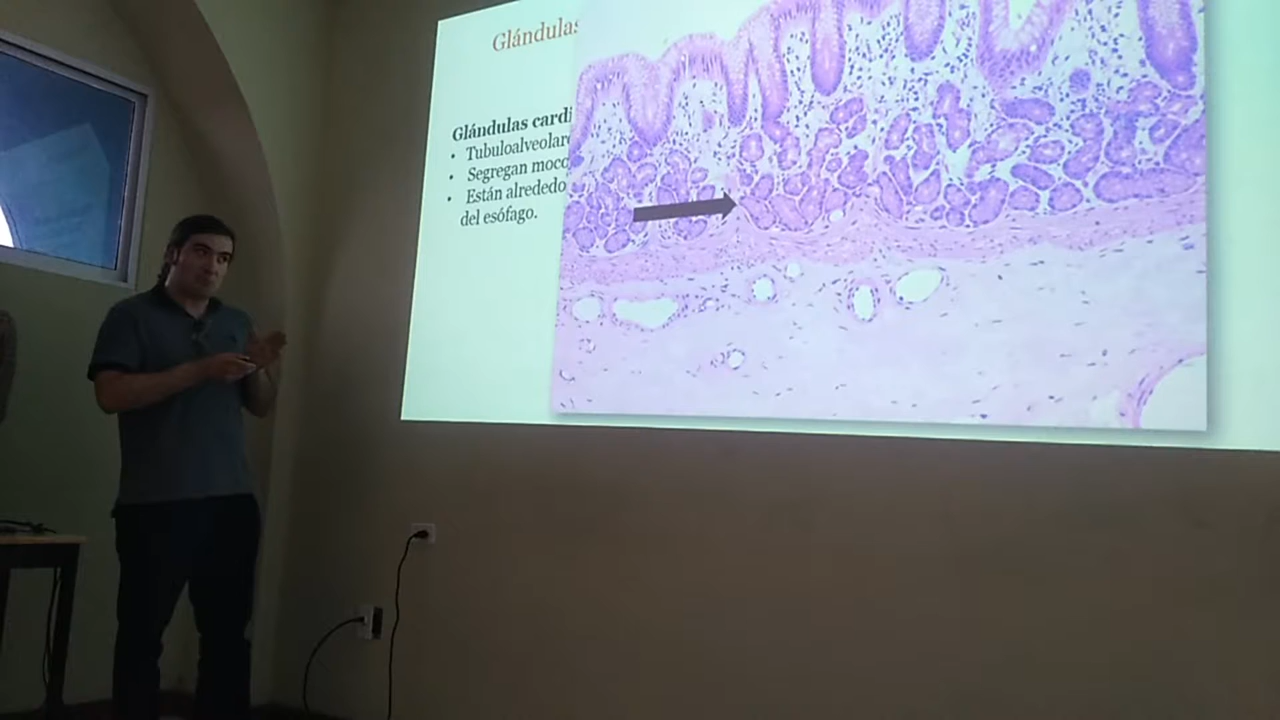 Glándulas
Glándulas cardi
• Tubuloalveolare
• Segregan moco
• Están alrededo
del esófago.